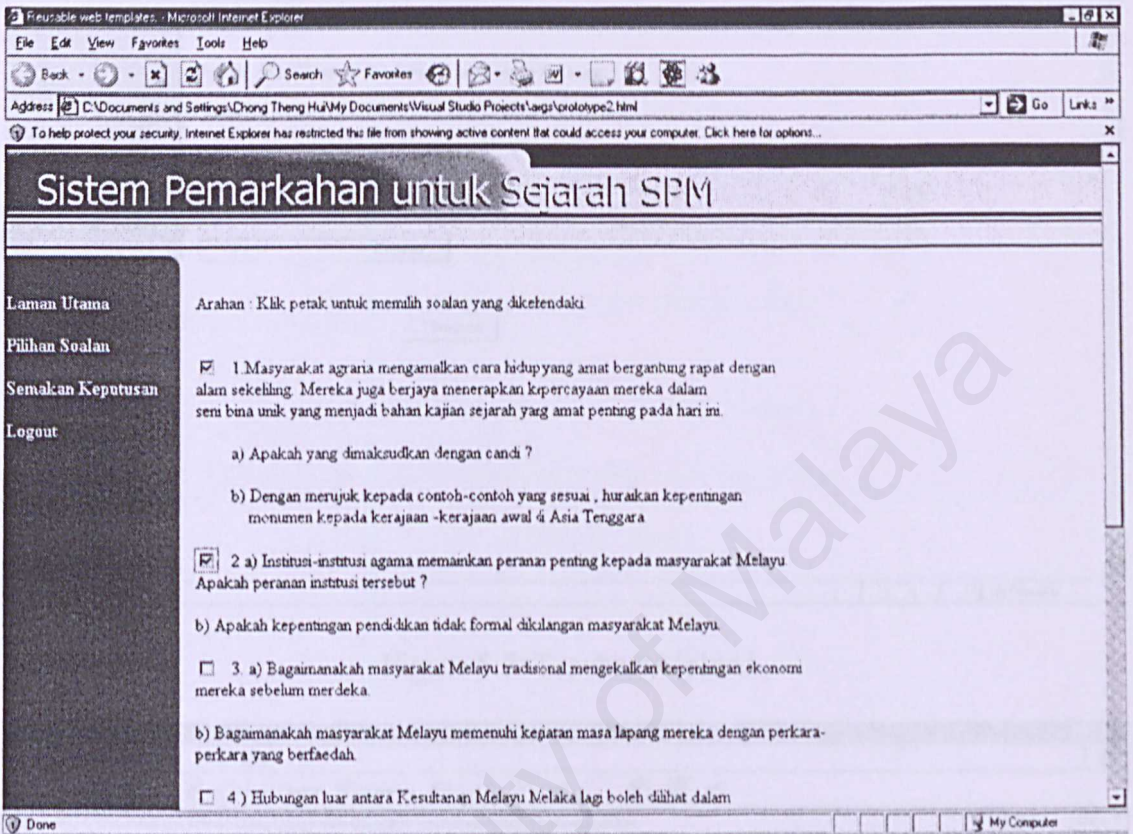 Reusable web templates. - Microsoft Internet Explorer
File Edit View Favorites Tools Help
Back Search Favorites
Address C:\Documents and Settings\Chong Theng Hui\My Documents\Visual Studio Projects\aegs\prototype2.html Go Links »
To help protect your security, Internet Explorer has restricted this file from showing active content that could access your computer. Click here for options...
Sistem Pemarkahan untuk Sejarah SPM
Laman Utama
Pilihan Soalan
Semakan Keputusan
Logout
Arahan : Klik petak untuk memilih soalan yang dikehendaki
1.Masyarakat agraria mengamalkan cara hidup yang amat bergantung rapat dengan
alam sekeliling. Mereka juga berjaya menerapkan kepercayaan mereka dalam
seni bina unik yang menjadi bahan kajian sejarah yang amat penting pada hari ini.
a) Apakah yang dimaksudkan dengan candi ?
b) Dengan merujuk kepada contoh-contoh yang sesuai , huraikan kepentingan
monumen kepada kerajaan -kerajaan awal di Asia Tenggara
2 a) Institusi-institusi agama memainkan peranan penting kepada masyarakat Melayu
Apakah peranan institusi tersebut ?
b) Apakah kepentingan pendidikan tidak formal dikalangan masyarakat Melayu.
3. a) Bagaimanakah masyarakat Melayu tradisional mengekalkan kepentingan ekonomi
mereka sebelum merdeka.
b) Bagaimanakah masyarakat Melayu memenuhi kegiatan masa lapang mereka dengan perkara-
perkara yang berfaedah.
4 ) Hubungan luar antara Kesultanan Melayu Melaka lagi boleh dilihat dalam
Done
My Computer
University of Malaya